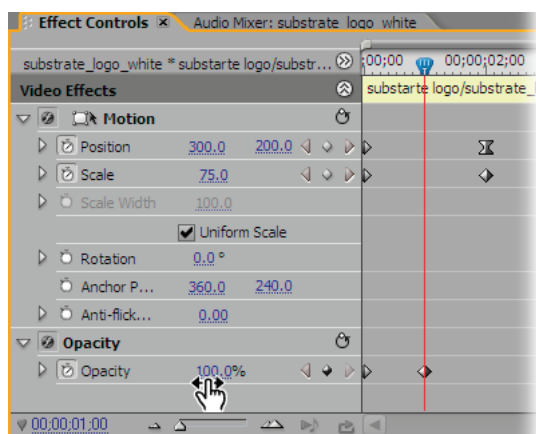 Effect Controls Audio Mixer: substrate_logo_white
substrate_logo_white * substarte logo/substr... ;00;00 00;00;02;00
Video Effects substarte logo/substrate_
Motion
Position 300.0 200.0
Scale 75.0
Scale Width 100.0
Uniform Scale
Rotation 0.0 °
Anchor P... 360.0 240.0
Anti-flick... 0.00
Opacity
Opacity 100.0%
00;00;01;00